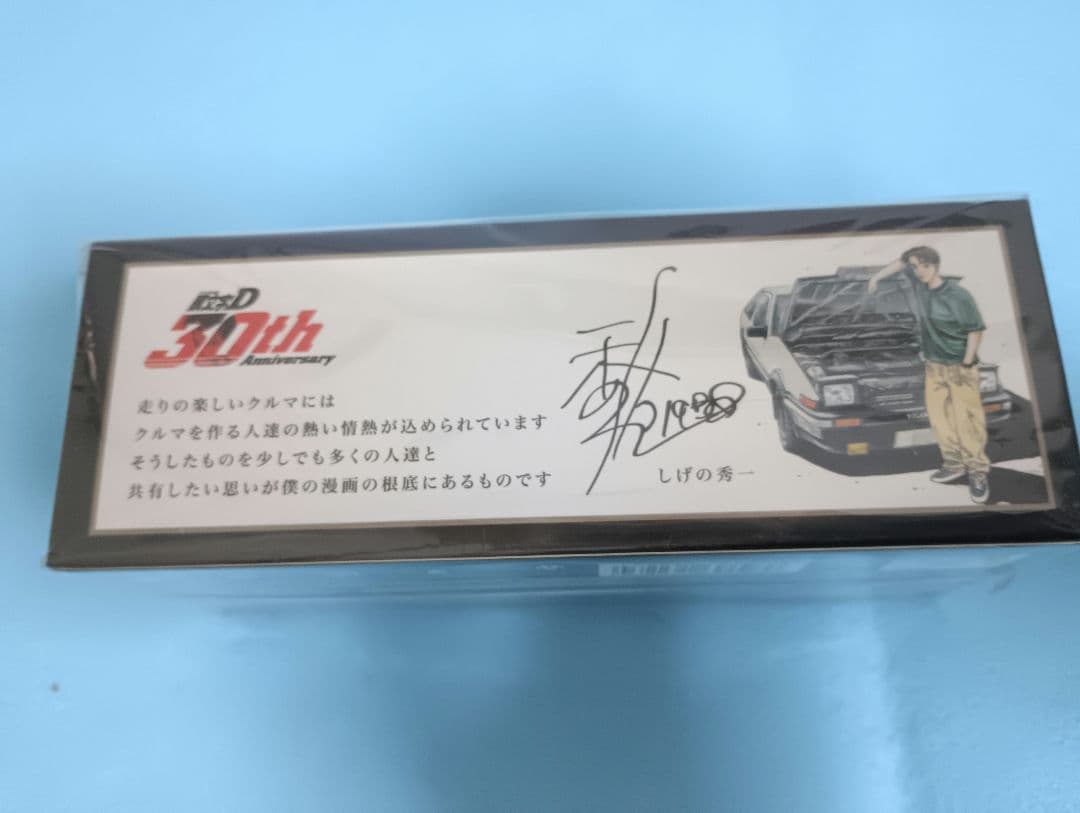 頭文字D
30th
Anniversary
走りの楽しいクルマには
クルマを作る人達の熱い情熱が込められています
そうしたものを少しでも多くの人達と
共有したい思いが僕の漫画の根底にあるものです
しげの秀一